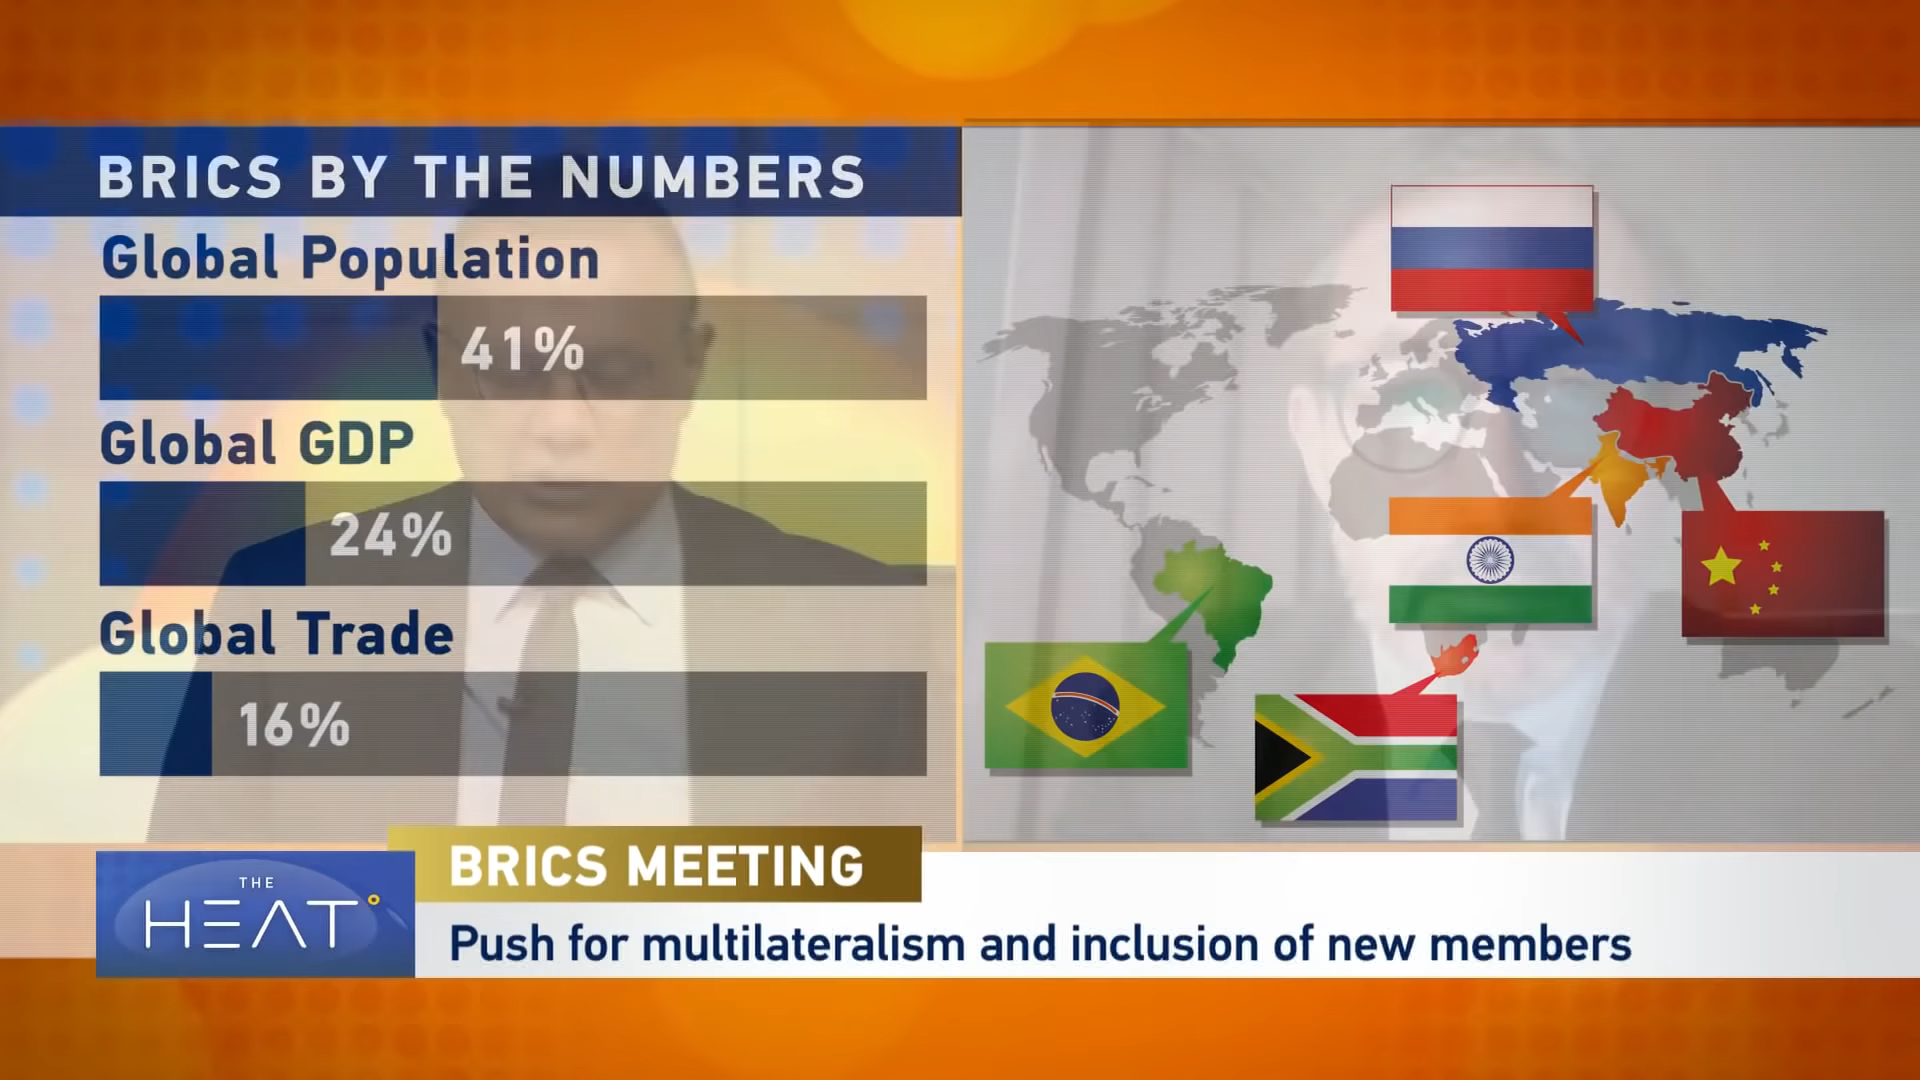 BRICS BY THE NUMBERS
Global Population
41%
Global GDP
24%
Global Trade
16%
THE
HEAT
BRICS MEETING
Push for multilateralism and inclusion of new members